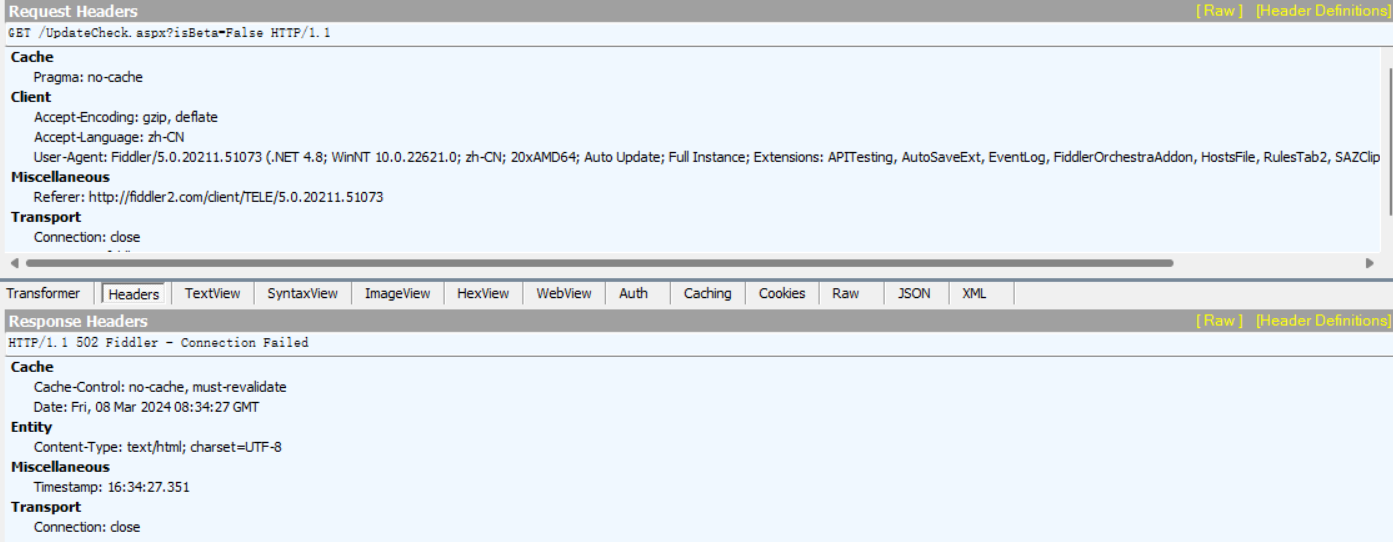 Request Headers [ Raw ] [Header Definitions]
GET /UpdateCheck.aspx?isBeta=False HTTP/1.1
Cache
Pragma: no-cache
Client
Accept-Encoding: gzip, deflate
Accept-Language: zh-CN
User-Agent: Fiddler/5.0.20211.51073 (.NET 4.8; WinNT 10.0.22621.0; zh-CN; 20xAMD64; Auto Update; Full Instance; Extensions: APITesting, AutoSaveExt, EventLog, FiddlerOrchestraAddon, HostsFile, RulesTab2, SAZClip
Miscellaneous
Referer: http://fiddler2.com/client/TELE/5.0.20211.51073
Transport
Connection: close
Transformer Headers TextView SyntaxView ImageView HexView WebView Auth Caching Cookies Raw JSON XML
Response Headers [ Raw ] [Header Definitions]
HTTP/1.1 502 Fiddler - Connection Failed
Cache
Cache-Control: no-cache, must-revalidate
Date: Fri, 08 Mar 2024 08:34:27 GMT
Entity
Content-Type: text/html; charset=UTF-8
Miscellaneous
Timestamp: 16:34:27.351
Transport
Connection: close